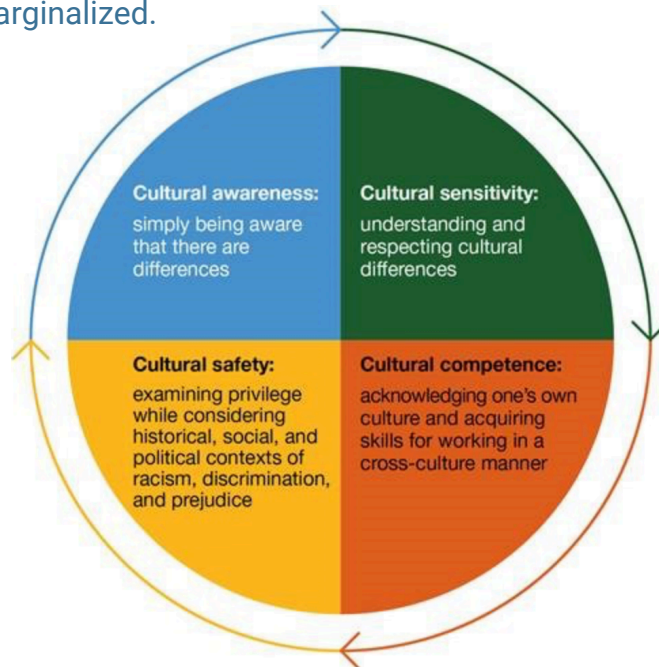 arginalized.
Cultural awareness:
simply being aware
that there are
differences
Cultural sensitivity:
understanding and
respecting cultural
differences
Cultural safety:
examining privilege
while considering
historical, social, and
political contexts of
racism, discrimination,
and prejudice
Cultural competence:
acknowledging one's own
culture and acquiring
skills for working in a
cross-culture manner